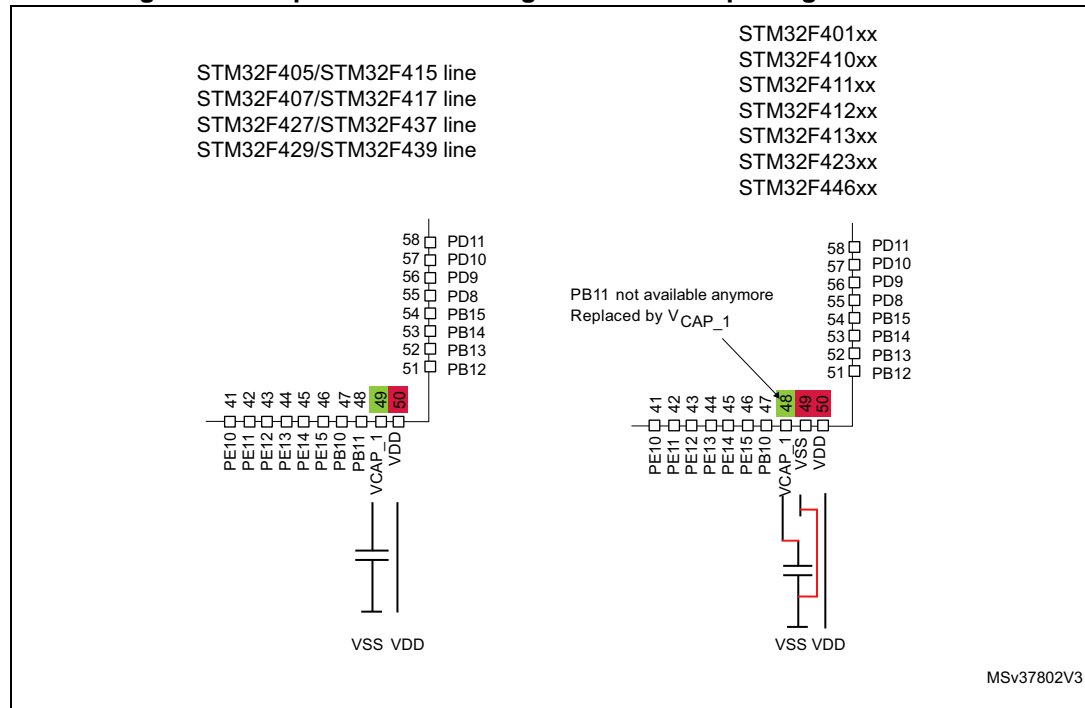 STM32F405/STM32F415 line
STM32F407/STM32F417 line
STM32F427/STM32F437 line
STM32F429/STM32F439 line
58 PD11
57 PD10
56 PD9
55 PD8
54 PB15
53 PB14
52 PB13
51 PB12
41 42 43 44 45 46 47 48 49 50
PE10 PE11 PE12 PE13 PE14 PE15 PB10 PB11 VCAP_1 VDD
VSS VDD
STM32F401xx
STM32F410xx
STM32F411xx
STM32F412xx
STM32F413xx
STM32F423xx
STM32F446xx
PB11 not available anymore
Replaced by VCAP_1
58 PD11
57 PD10
56 PD9
55 PD8
54 PB15
53 PB14
52 PB13
51 PB12
41 42 43 44 45 46 47 48 49 50
PE10 PE11 PE12 PE13 PE14 PE15 PB10 VCAP_1 VSS VDD
VSS VDD
MSv37802V3